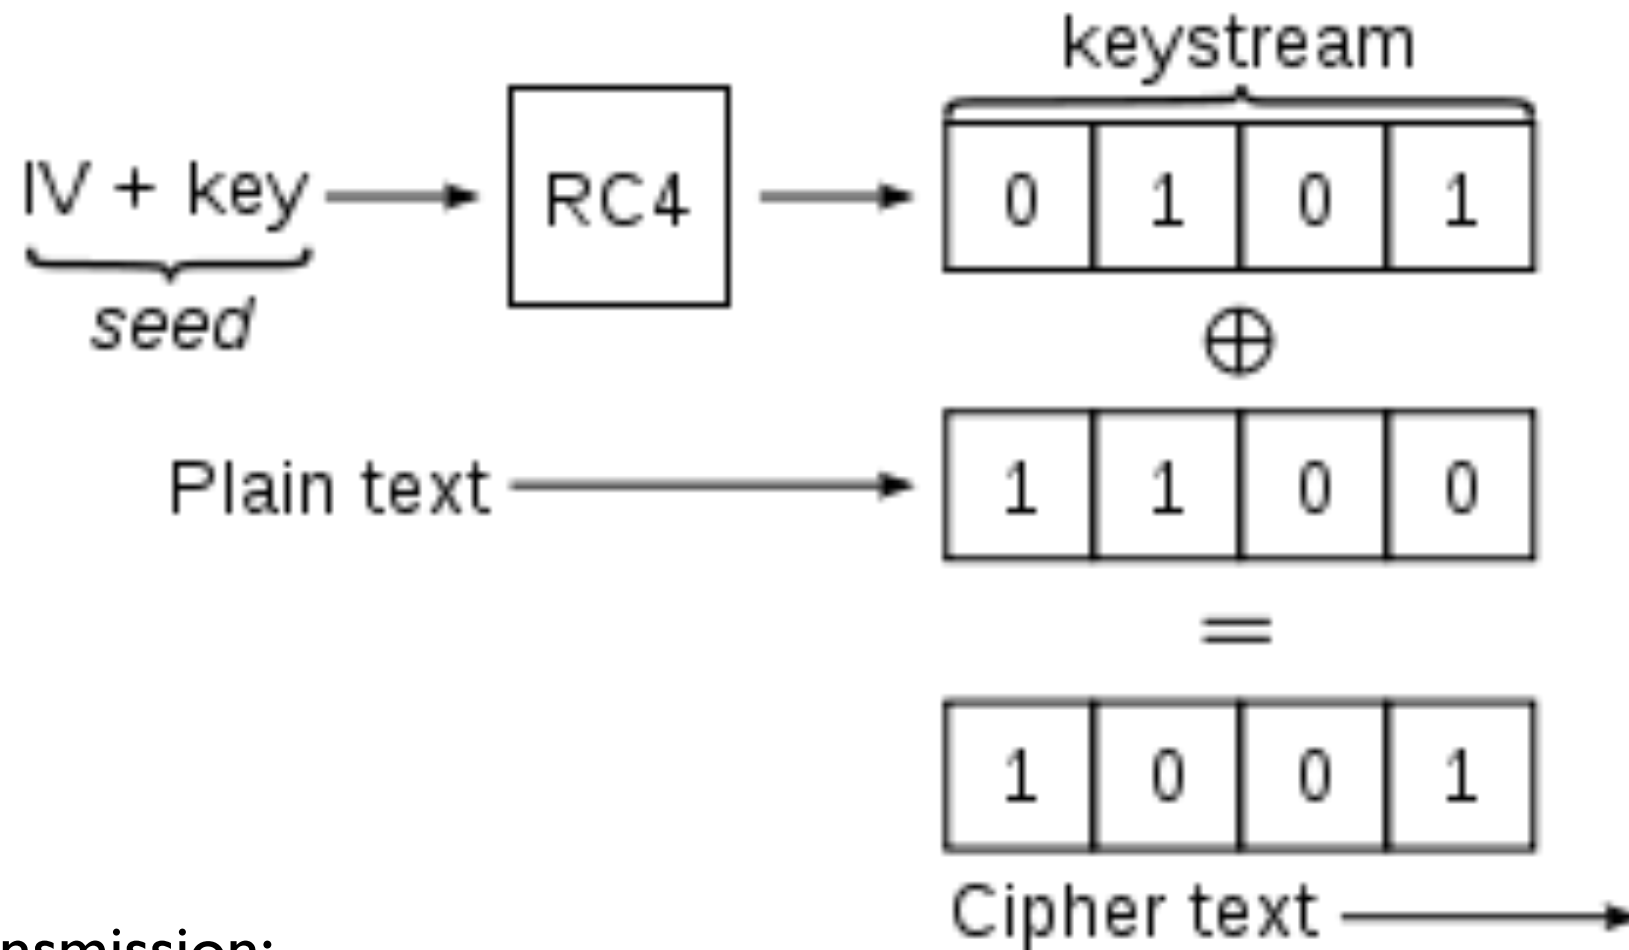 keystream
IV + key
RC4
0 1 0 1
seed
⊕
Plain text
1 1 0 0
=
1 0 0 1
Cipher text